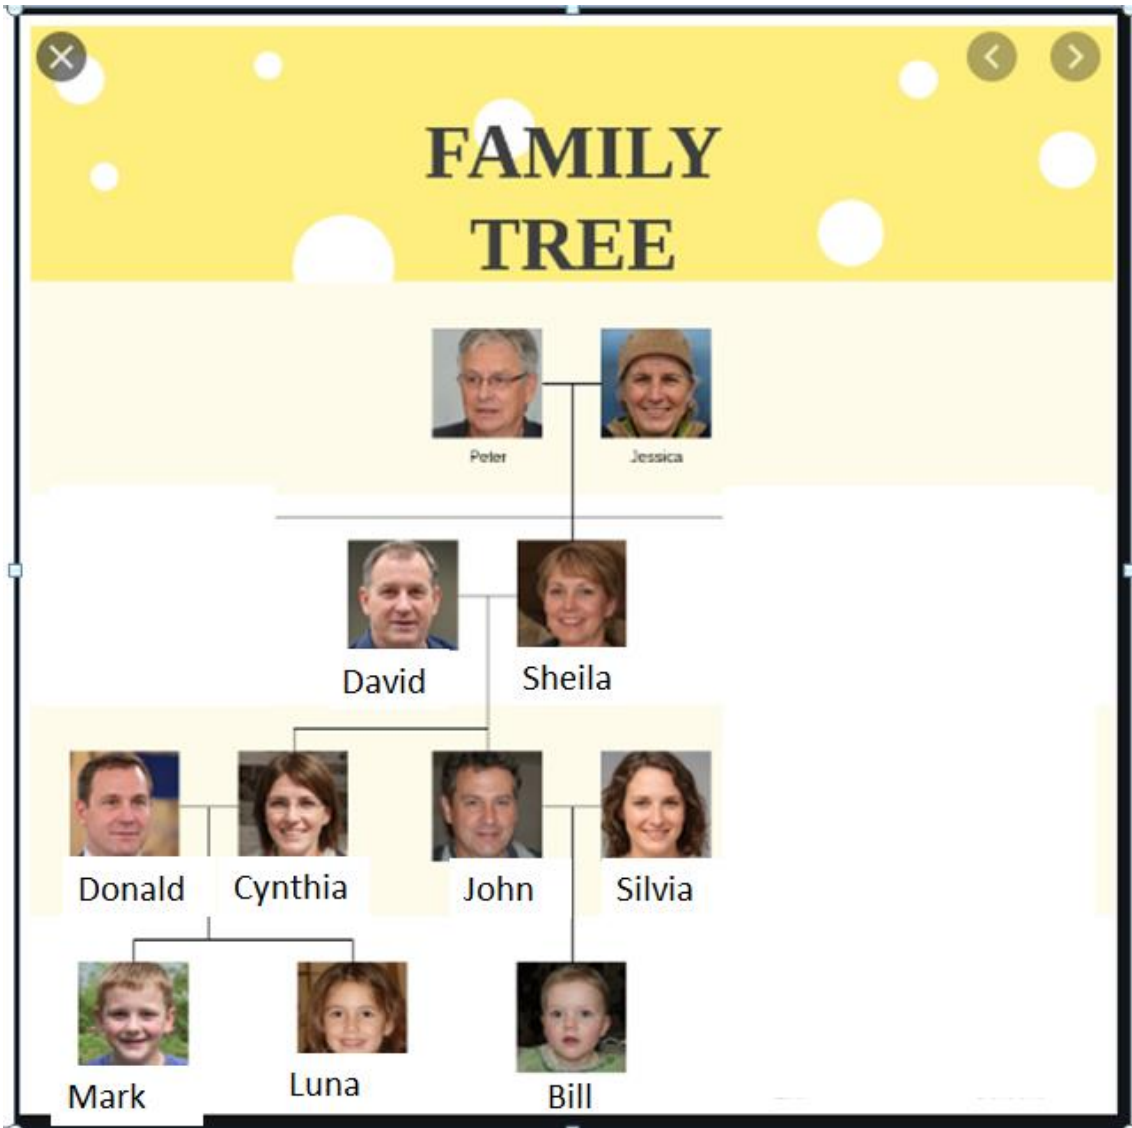 FAMILY
TREE
Peter
Jessica
David
Sheila
Donald
Cynthia
John
Silvia
Mark
Luna
Bill